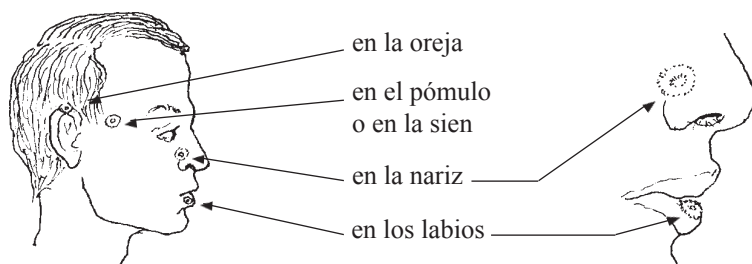 en la oreja
en el pómulo
o en la sien
en la nariz
en los labios